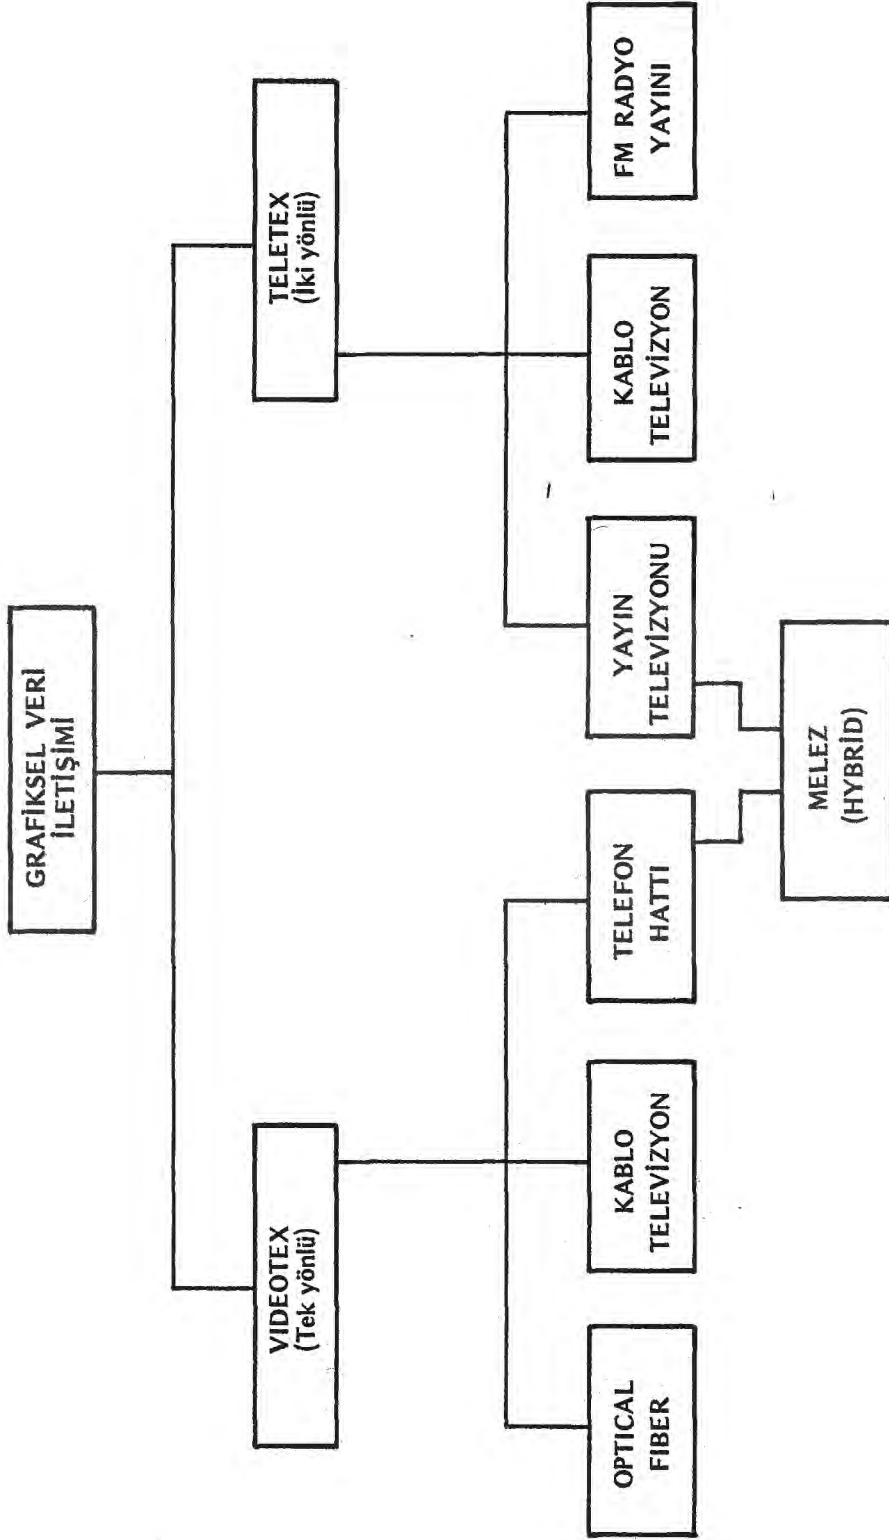 GRAFİKSEL VERİ
İLETİŞİMİ
VIDEOTEX
(Tek yönlü)
TELETEX
(İki yönlü)
OPTICAL
FIBER
KABLO
TELEVİZYON
TELEFON
HATTI
YAYIN
TELEVİZYONU
KABLO
TELEVİZYON
FM RADYO
YAYINI
MELEZ
(HYBRİD)